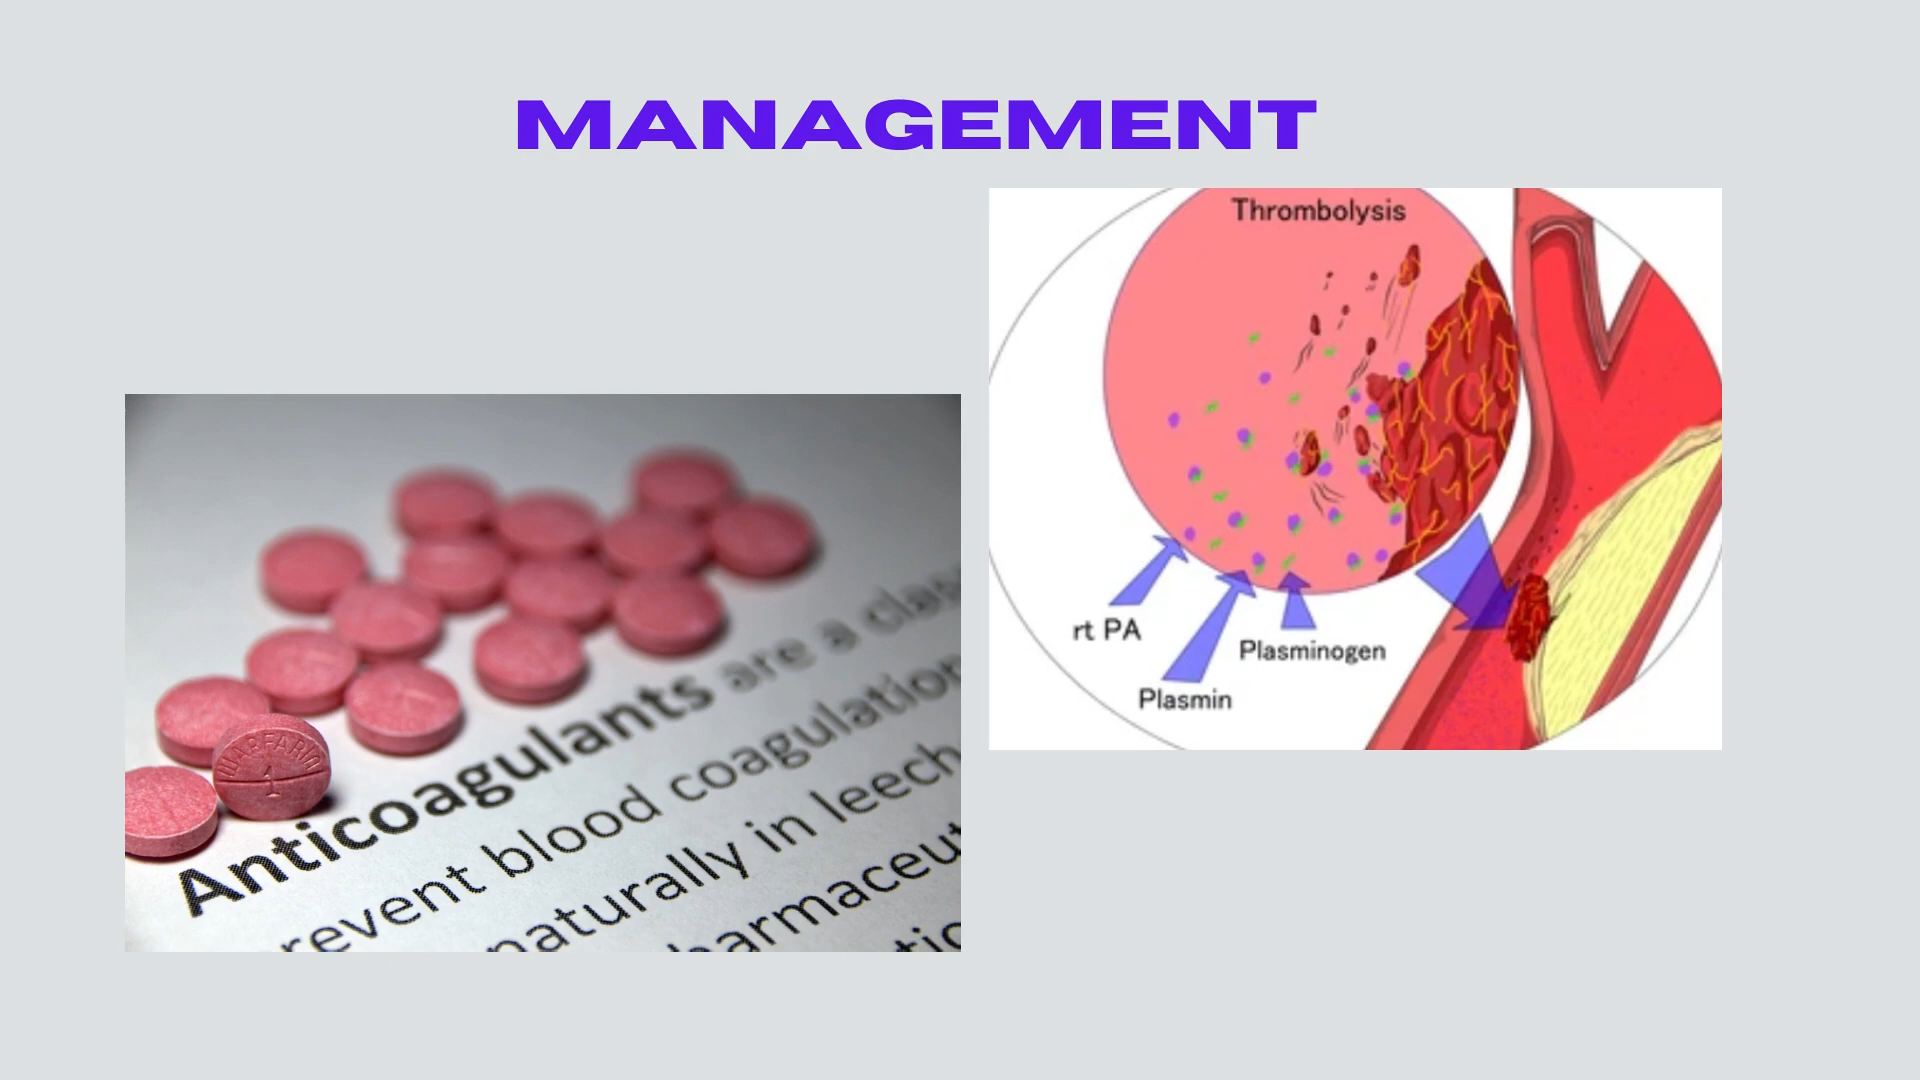 MANAGEMENT
Thrombolysis
rt PA
Plasminogen
Plasmin
WARFARIN
1
Anticoagulants are a
revent blood coagulation
naturally in leech